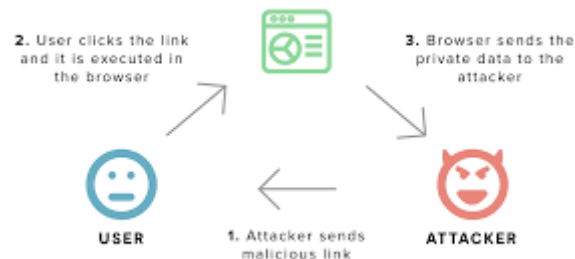 2. User clicks the link
and it is executed in
the browser
3. Browser sends the
private data to the
attacker
USER
1. Attacker sends
malicious link
ATTACKER